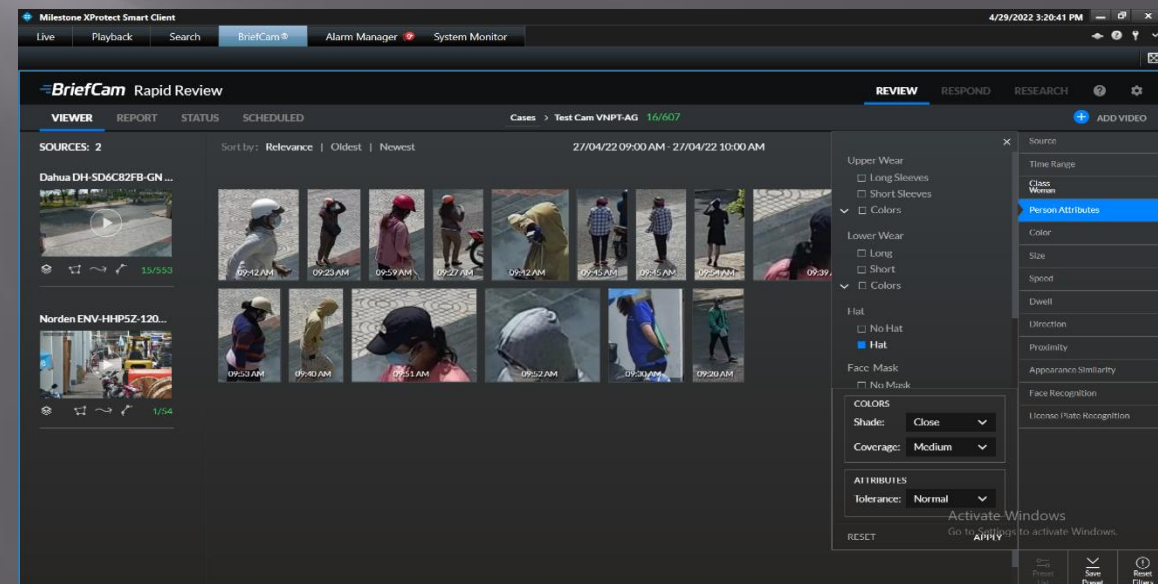 Milestone XProtect Smart Client
4/29/2022 3:20:41 PM
Live Playback Search BriefCam® Alarm Manager System Monitor
BriefCam Rapid Review
REVIEW RESPOND RESEARCH
VIEWER REPORT STATUS SCHEDULED
Cases > Test Cam VNPT-AG 16/607
ADD VIDEO
SOURCES: 2
Sort by: Relevance | Oldest | Newest
27/04/22 09:00 AM - 27/04/22 10:00 AM
Dahua DH-SD6C82FB-GN ...
15/553
Norden ENV-HHP5Z-120...
1/54
09:42 AM 09:23 AM 09:59 AM 09:27 AM 09:42 AM 09:45 AM 09:45 AM 09:54 AM 09:39
09:53 AM 09:40 AM 09:51 AM 09:52 AM 09:30 AM 09:20 AM
Upper Wear
Long Sleeves
Short Sleeves
Colors
Lower Wear
Long
Short
Colors
Hat
No Hat
Hat
Face Mask
No Mask
COLORS
Shade: Close
Coverage: Medium
ATTRIBUTES
Tolerance: Normal
RESET APPLY
Source
Time Range
Class
Woman
Person Attributes
Color
Size
Speed
Dwell
Direction
Proximity
Appearance Similarity
Face Recognition
License Plate Recognition
Activate Windows
Go to Settings to activate Windows.
Preset
Save
Preset
Reset
Filters